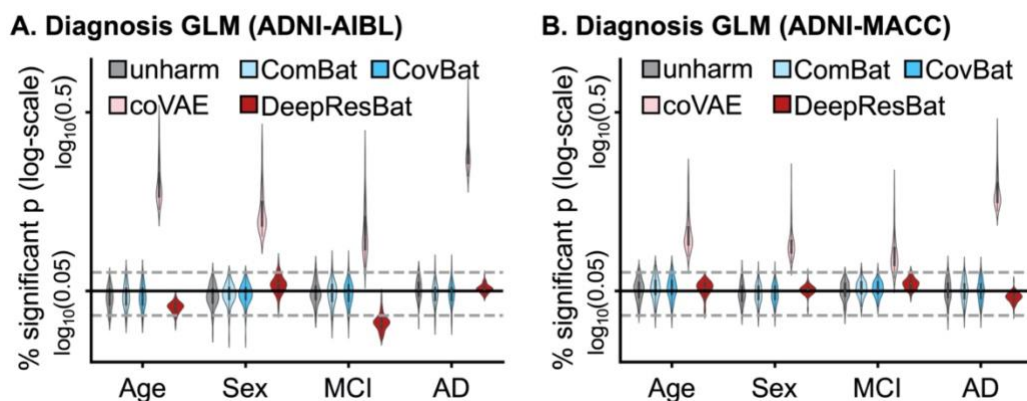 A. Diagnosis GLM (ADNI-AIBL)
unharm ComBat CovBat
coVAE DeepResBat
% significant p (log-scale)
log₁₀(0.5)
log₁₀(0.05)
Age Sex MCI AD
B. Diagnosis GLM (ADNI-MACC)
unharm ComBat CovBat
coVAE DeepResBat
% significant p (log-scale)
log₁₀(0.5)
log₁₀(0.05)
Age Sex MCI AD